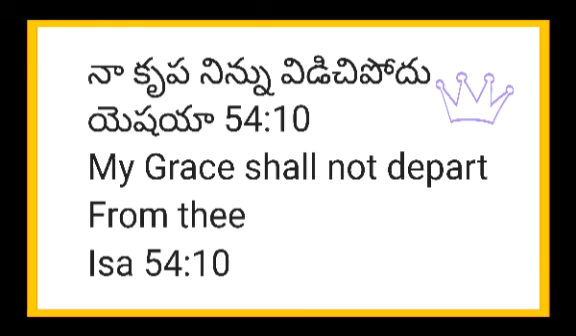 నా కృప నిన్ను విడిచిపోదు
యెషయా 54:10
My Grace shall not depart
From thee
Isa 54:10